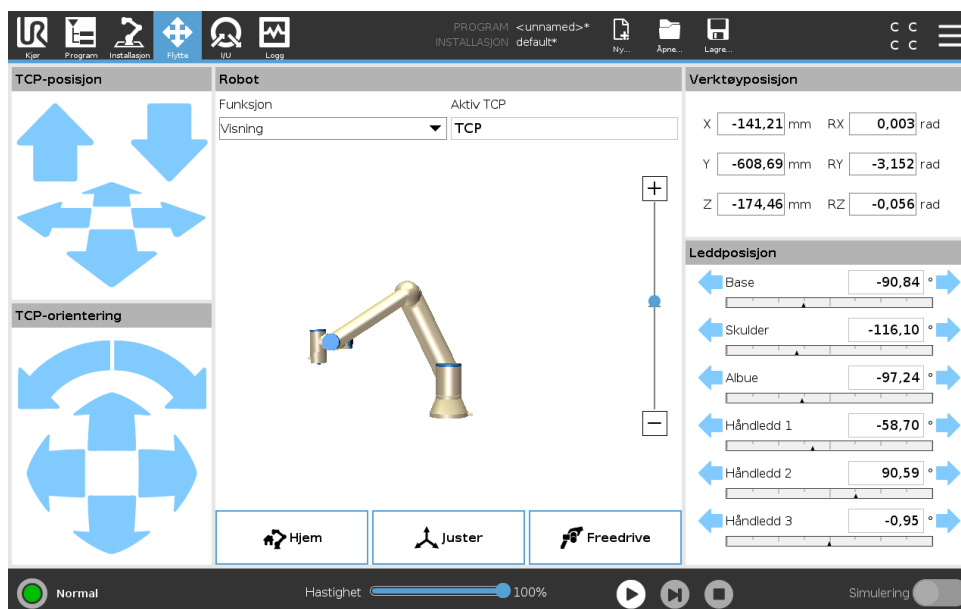 UR
Kjør
Program
Installasjon
Flytte
I/U
Logg
PROGRAM <unnamed>*
INSTALLASJON default*
Ny...
Åpne...
Lagre...
C C
C C
TCP-posisjon
Robot
Verktøyposisjon
Funksjon
Aktiv TCP
Visning
TCP
X -141,21 mm RX 0,003 rad
Y -608,69 mm RY -3,152 rad
Z -174,46 mm RZ -0,056 rad
+
−
TCP-orientering
Leddposisjon
Base -90,84 °
Skulder -116,10 °
Albue -97,24 °
Håndledd 1 -58,70 °
Håndledd 2 90,59 °
Håndledd 3 -0,95 °
Hjem
Juster
Freedrive
Normal
Hastighet 100%
Simulering